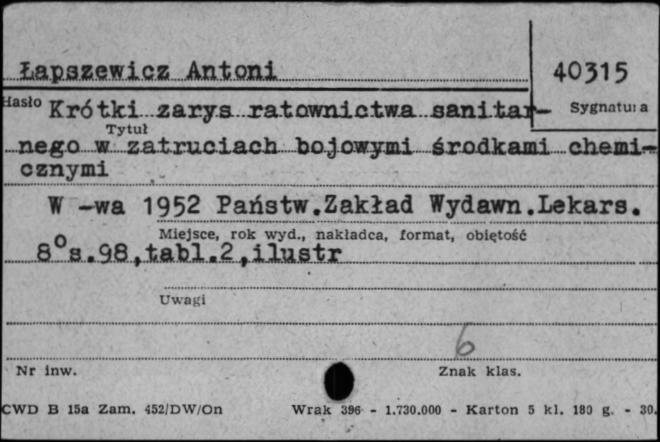 Łapszewicz Antoni
40315
Hasło
Sygnatura
Krótki zarys ratownictwa sanitar-
Tytuł
nego w zatruciach bojowymi środkami chemi-
cznymi
W -wa 1952 Państw.Zakład Wydawn.Lekars.
Miejsce, rok wyd., nakładca, format, objętość
8° s.98,tabl.2,ilustr
Uwagi
6
Nr inw.
Znak klas.
CWD B 15a Zam. 452/DW/On Wrak 396 - 1.730.000 - Karton 5 kl. 180 g. - 30.